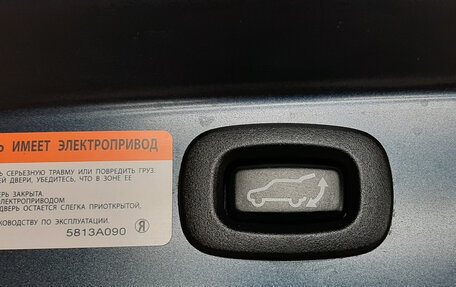 Ь ИМЕЕТ ЭЛЕКТРОПРИВОД
Ь СЕРЬЕЗНУЮ ТРАВМУ ИЛИ ПОВРЕДИТЬ ГРУЗ.
ЕЙ ДВЕРИ, УБЕДИТЕСЬ, ЧТО В ЗОНЕ ЕЕ
ЕРЬ ЗАКРЫТА.
ЭЛЕКТРОПРИВОДОМ
ДВЕРЬ ОСТАЕТСЯ СЛЕГКА ПРИОТКРЫТОЙ.
КОВОДСТВУ ПО ЭКСПЛУАТАЦИИ.
5813A090 Я